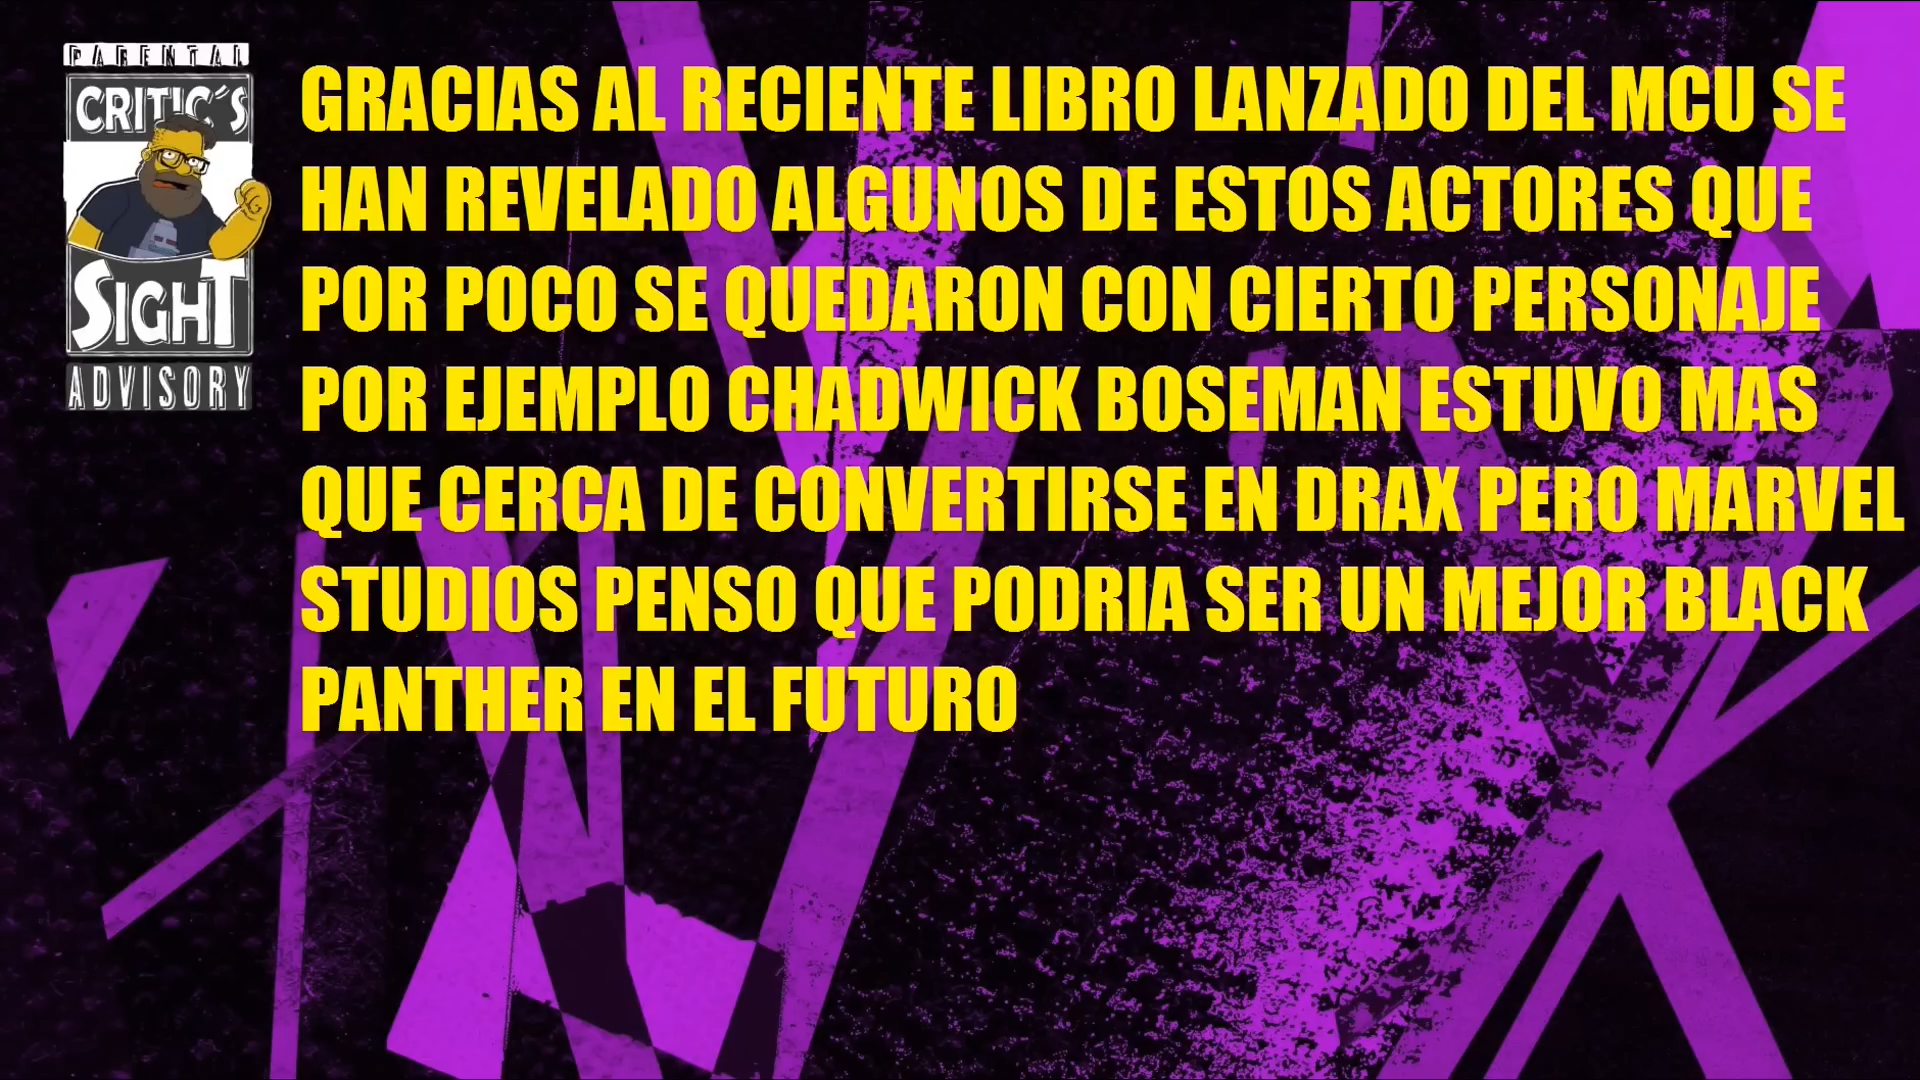 PARENTAL
CRITIC´S
SIGHT
ADVISORY
GRACIAS AL RECIENTE LIBRO LANZADO DEL MCU SE
HAN REVELADO ALGUNOS DE ESTOS ACTORES QUE
POR POCO SE QUEDARON CON CIERTO PERSONAJE
POR EJEMPLO CHADWICK BOSEMAN ESTUVO MAS
QUE CERCA DE CONVERTIRSE EN DRAX PERO MARVEL
STUDIOS PENSO QUE PODRIA SER UN MEJOR BLACK
PANTHER EN EL FUTURO